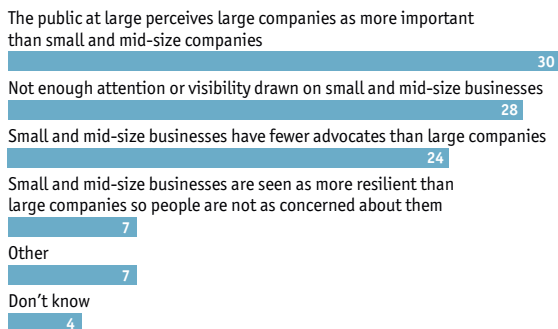 The public at large perceives large companies as more important
than small and mid-size companies
30
Not enough attention or visibility drawn on small and mid-size businesses
28
Small and mid-size businesses have fewer advocates than large companies
24
Small and mid-size businesses are seen as more resilient than
large companies so people are not as concerned about them
7
Other
7
Don’t know
4